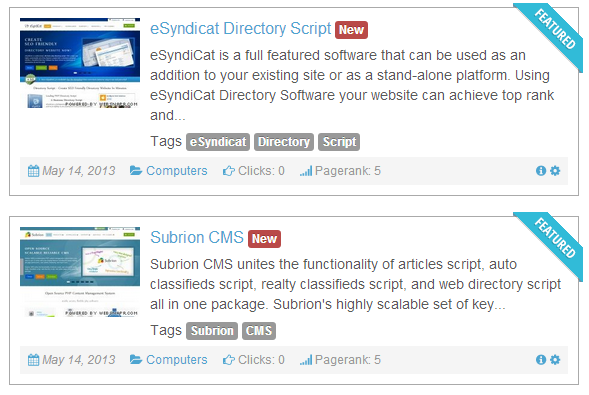 eSyndicat Directory Script New
FEATURED
eSyndiCat is a full featured software that can be used as an
addition to your existing site or as a stand-alone platform. Using
eSyndiCat Directory Software your website can achieve top rank
and...
Tags eSyndicat Directory Script
May 14, 2013 Computers Clicks: 0 Pagerank: 5
Subrion CMS New
FEATURED
Subrion CMS unites the functionality of articles script, auto
classifieds script, realty classifieds script, and web directory script
all in one package. Subrion's highly scalable set of key...
Tags Subrion CMS
May 14, 2013 Computers Clicks: 0 Pagerank: 5